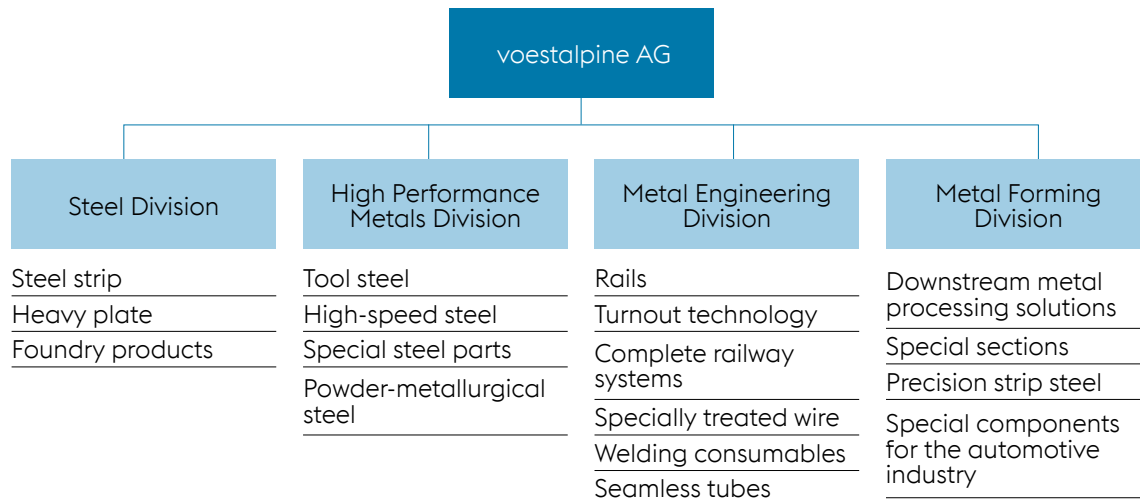 voestalpine AG
Steel Division
Steel strip
Heavy plate
Foundry products
High Performance
Metals Division
Tool steel
High-speed steel
Special steel parts
Powder-metallurgical
steel
Metal Engineering
Division
Rails
Turnout technology
Complete railway
systems
Specially treated wire
Welding consumables
Seamless tubes
Metal Forming
Division
Downstream metal
processing solutions
Special sections
Precision strip steel
Special components
for the automotive
industry